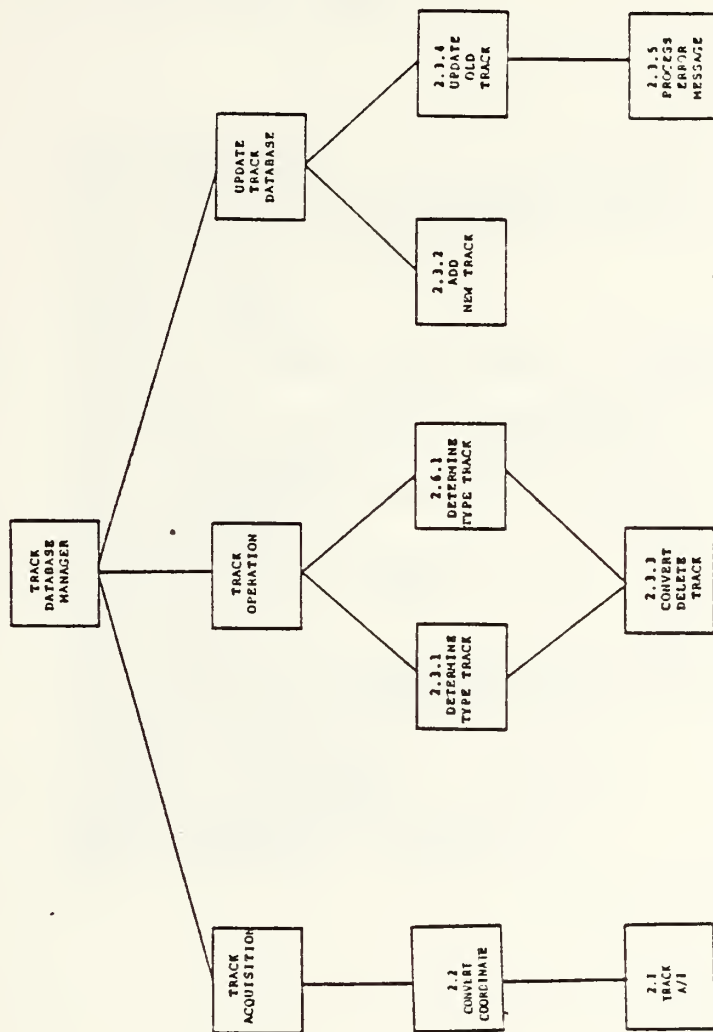 TRACK
DATABASE
MANAGER
TRACK
ACQUISITION
TRACK
OPERATION
UPDATE
TRACK
DATABASE
2.2
CONVERT
COORDINATE
2.3.1
DETERMINE
TYPE TRACK
2.6.1
DETERMINE
TYPE TRACK
2.3.2
ADD
NEW TRACK
2.3.4
UPDATE
OLD
TRACK
2.1
TRACK
A/I
2.3.3
CONVERT
DELETE
TRACK
2.3.5
PROCESS
ERROR
MESSAGE